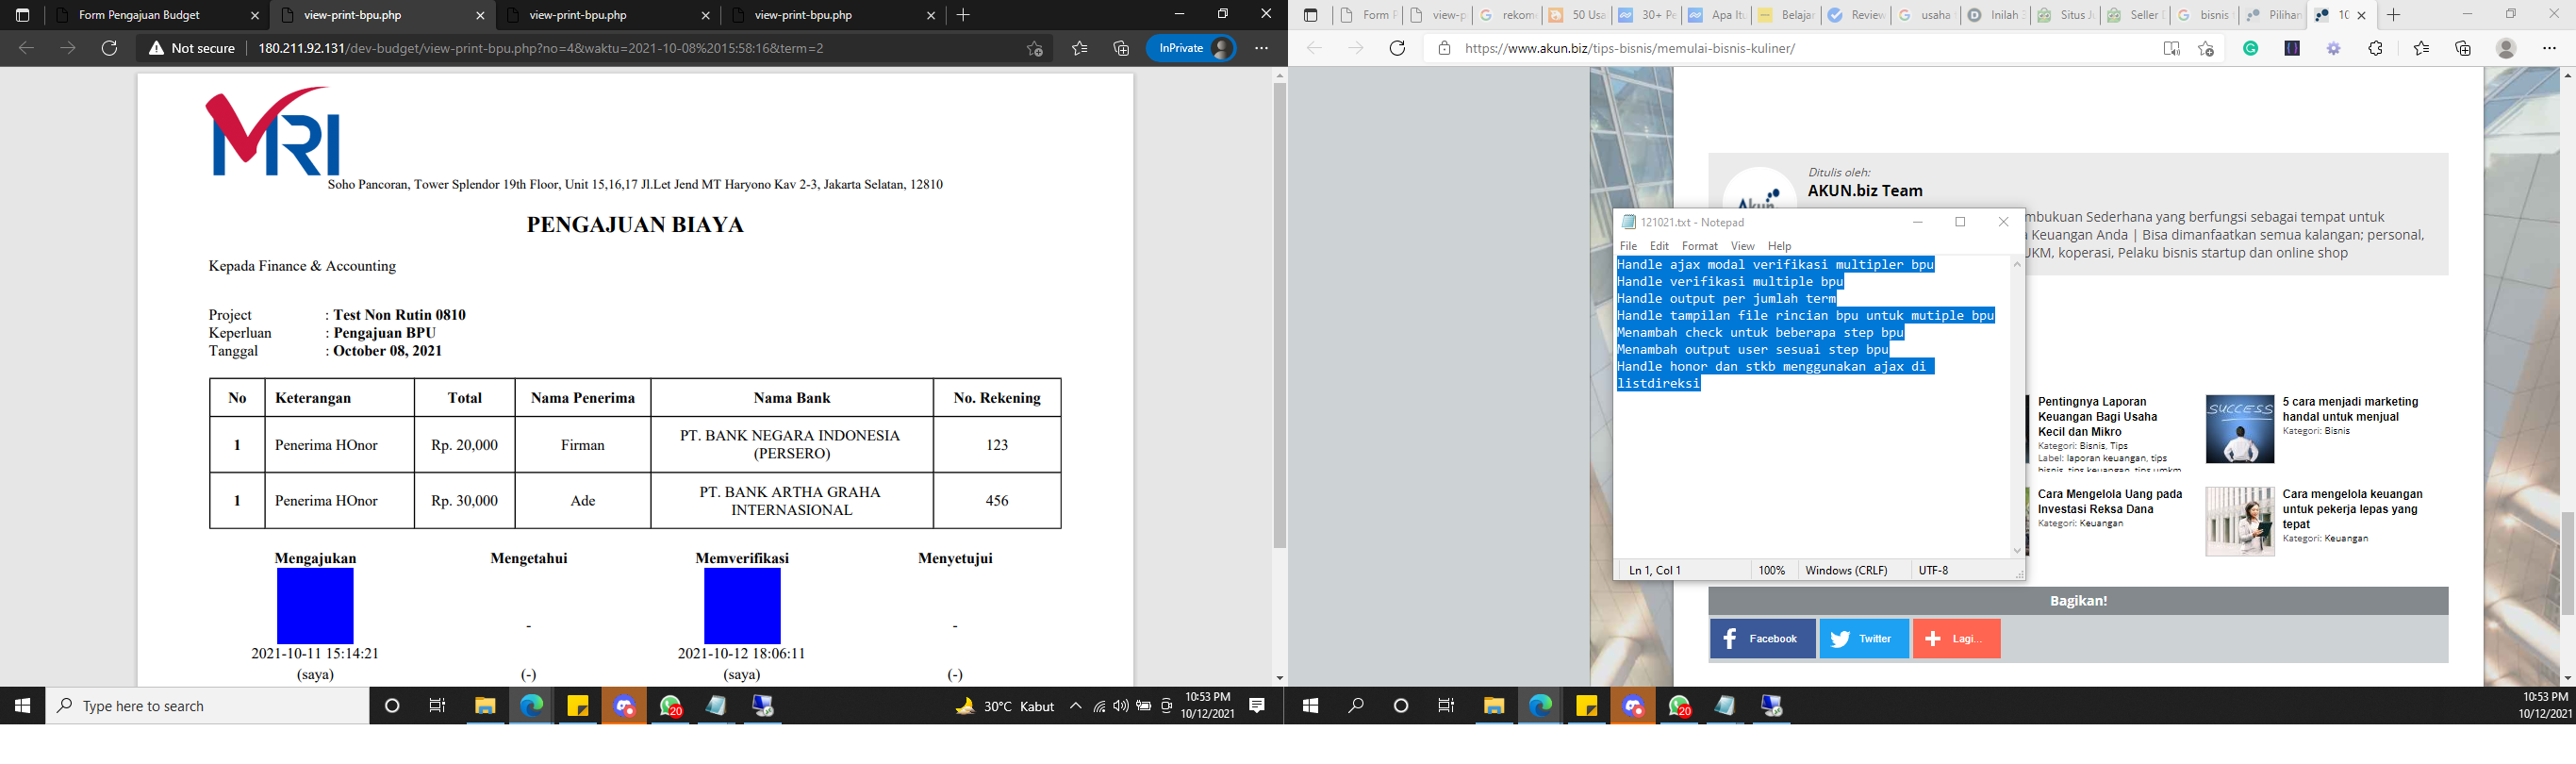 Form Pengajuan Budget
view-print-bpu.php
view-print-bpu.php
view-print-bpu.php
Not secure
180.211.92.131/dev-budget/view-print-bpu.php?no=4&waktu=2021-10-08%2015:58:16&term=2
InPrivate
MRI
Soho Pancoran, Tower Splendor 19th Floor, Unit 15,16,17 Jl.Let Jend MT Haryono Kav 2-3, Jakarta Selatan, 12810
PENGAJUAN BIAYA
Kepada Finance & Accounting
Project : Test Non Rutin 0810
Keperluan : Pengajuan BPU
Tanggal : October 08, 2021
No Keterangan Total Nama Penerima Nama Bank No. Rekening
1 Penerima HOnor Rp. 20,000 Firman PT. BANK NEGARA INDONESIA (PERSERO) 123
1 Penerima HOnor Rp. 30,000 Ade PT. BANK ARTHA GRAHA INTERNASIONAL 456
Mengajukan Mengetahui Memverifikasi Menyetujui
- -
2021-10-11 15:14:21 2021-10-12 18:06:11
(saya) (-) (saya) (-)
Type here to search
20
30°C Kabut
10:53 PM
10/12/2021
Form P
view-p
rekom
50 Usa
30+ Pe
Apa It
Belajar
Review
usaha
Inilah
Situs J
Seller
bisnis
Pilihan
10
https://www.akun.biz/tips-bisnis/memulai-bisnis-kuliner/
Ditulis oleh:
AKUN.biz Team
Akun
mbukuan Sederhana yang berfungsi sebagai tempat untuk
Keuangan Anda | Bisa dimanfaatkan semua kalangan; personal,
UKM, koperasi, Pelaku bisnis startup dan online shop
121021.txt - Notepad
File Edit Format View Help
Handle ajax modal verifikasi multipler bpu
Handle verifikasi multiple bpu
Handle output per jumlah term
Handle tampilan file rincian bpu untuk mutiple bpu
Menambah check untuk beberapa step bpu
Menambah output user sesuai step bpu
Handle honor dan stkb menggunakan ajax di
listdireksi
Ln 1, Col 1 100% Windows (CRLF) UTF-8
Pentingnya Laporan
Keuangan Bagi Usaha
Kecil dan Mikro
Kategori: Bisnis, Tips
Label: laporan keuangan, tips
bisnis, tips keuangan, tips umkm
SUCCESS
5 cara menjadi marketing
handal untuk menjual
Kategori: Bisnis
Cara Mengelola Uang pada
Investasi Reksa Dana
Kategori: Keuangan
Cara mengelola keuangan
untuk pekerja lepas yang
tepat
Kategori: Keuangan
Bagikan!
Facebook
Twitter
Lagi...
20
10:53 PM
10/12/2021